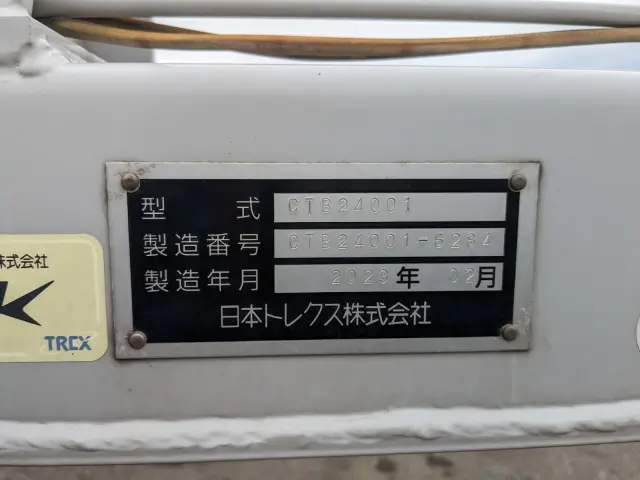 型式 CTB24001
製造番号 CTB24001-5284
製造年月 2023年 02月
日本トレクス株式会社
株式会社
TREX